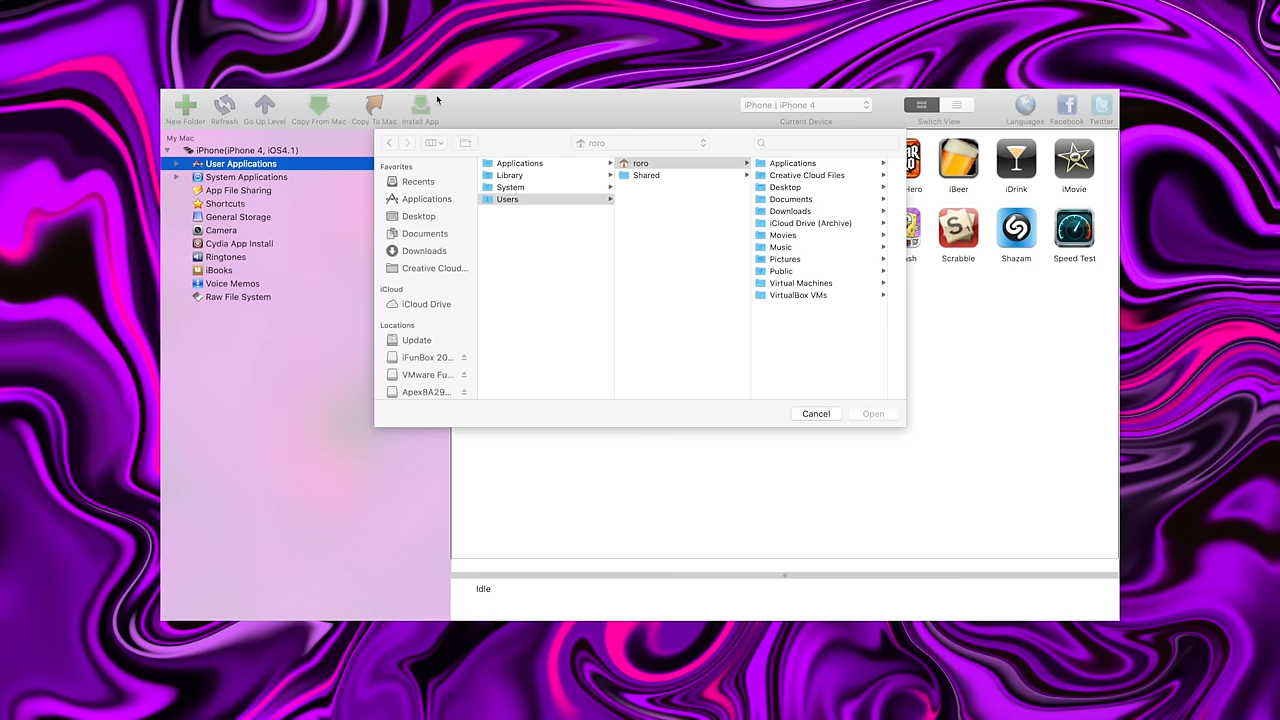 New Folder Refresh Go Up Level Copy From Mac Copy To Mac Install App
iPhone | iPhone 4
Current Device
Switch View
Languages Facebook Twitter
My Mac
iPhone(iPhone 4, iOS4.1)
User Applications
System Applications
App File Sharing
Shortcuts
General Storage
Camera
Cydia App Install
Ringtones
iBooks
Voice Memos
Raw File System
roro
Favorites
Recents
Applications
Desktop
Documents
Downloads
Creative Cloud...
iCloud
iCloud Drive
Locations
Update
iFunBox 20...
VMware Fu...
Apex8A29...
Applications
Library
System
Users
roro
Shared
Applications
Creative Cloud Files
Desktop
Documents
Downloads
iCloud Drive (Archive)
Movies
Music
Pictures
Public
Virtual Machines
VirtualBox VMs
Cancel Open
Hero iBeer iDrink iMovie
ash Scrabble Shazam Speed Test
Idle